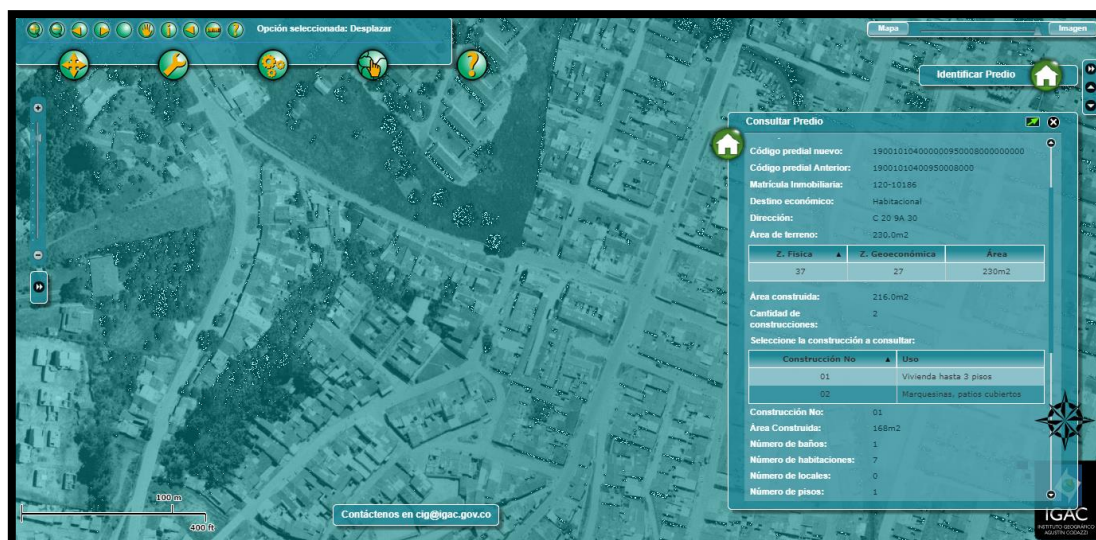 Opción seleccionada: Desplazar
Mapa
Imagen
Identificar Predio
Consultar Predio
Código predial nuevo: 190010104000000950008000000000
Código predial Anterior: 19001010400950008000
Matrícula Inmobiliaria: 120-10186
Destino económico: Habitacional
Dirección: C 20 9A 30
Área de terreno: 230.0m2
Z. Física ▲ Z. Geoeconómica Área
37 27 230m2
Área construida: 216.0m2
Cantidad de construcciones: 2
Seleccione la construcción a consultar:
Construcción No ▲ Uso
01 Vivienda hasta 3 pisos
02 Marquesinas, patios cubiertos
Construcción No: 01
Área Construida: 168m2
Número de baños: 1
Número de habitaciones: 7
Número de locales: 0
Número de pisos: 1
100 m
400 ft
Contáctenos en cig@igac.gov.co
IGAC
INSTITUTO GEOGRÁFICO
AGUSTÍN CODAZZI